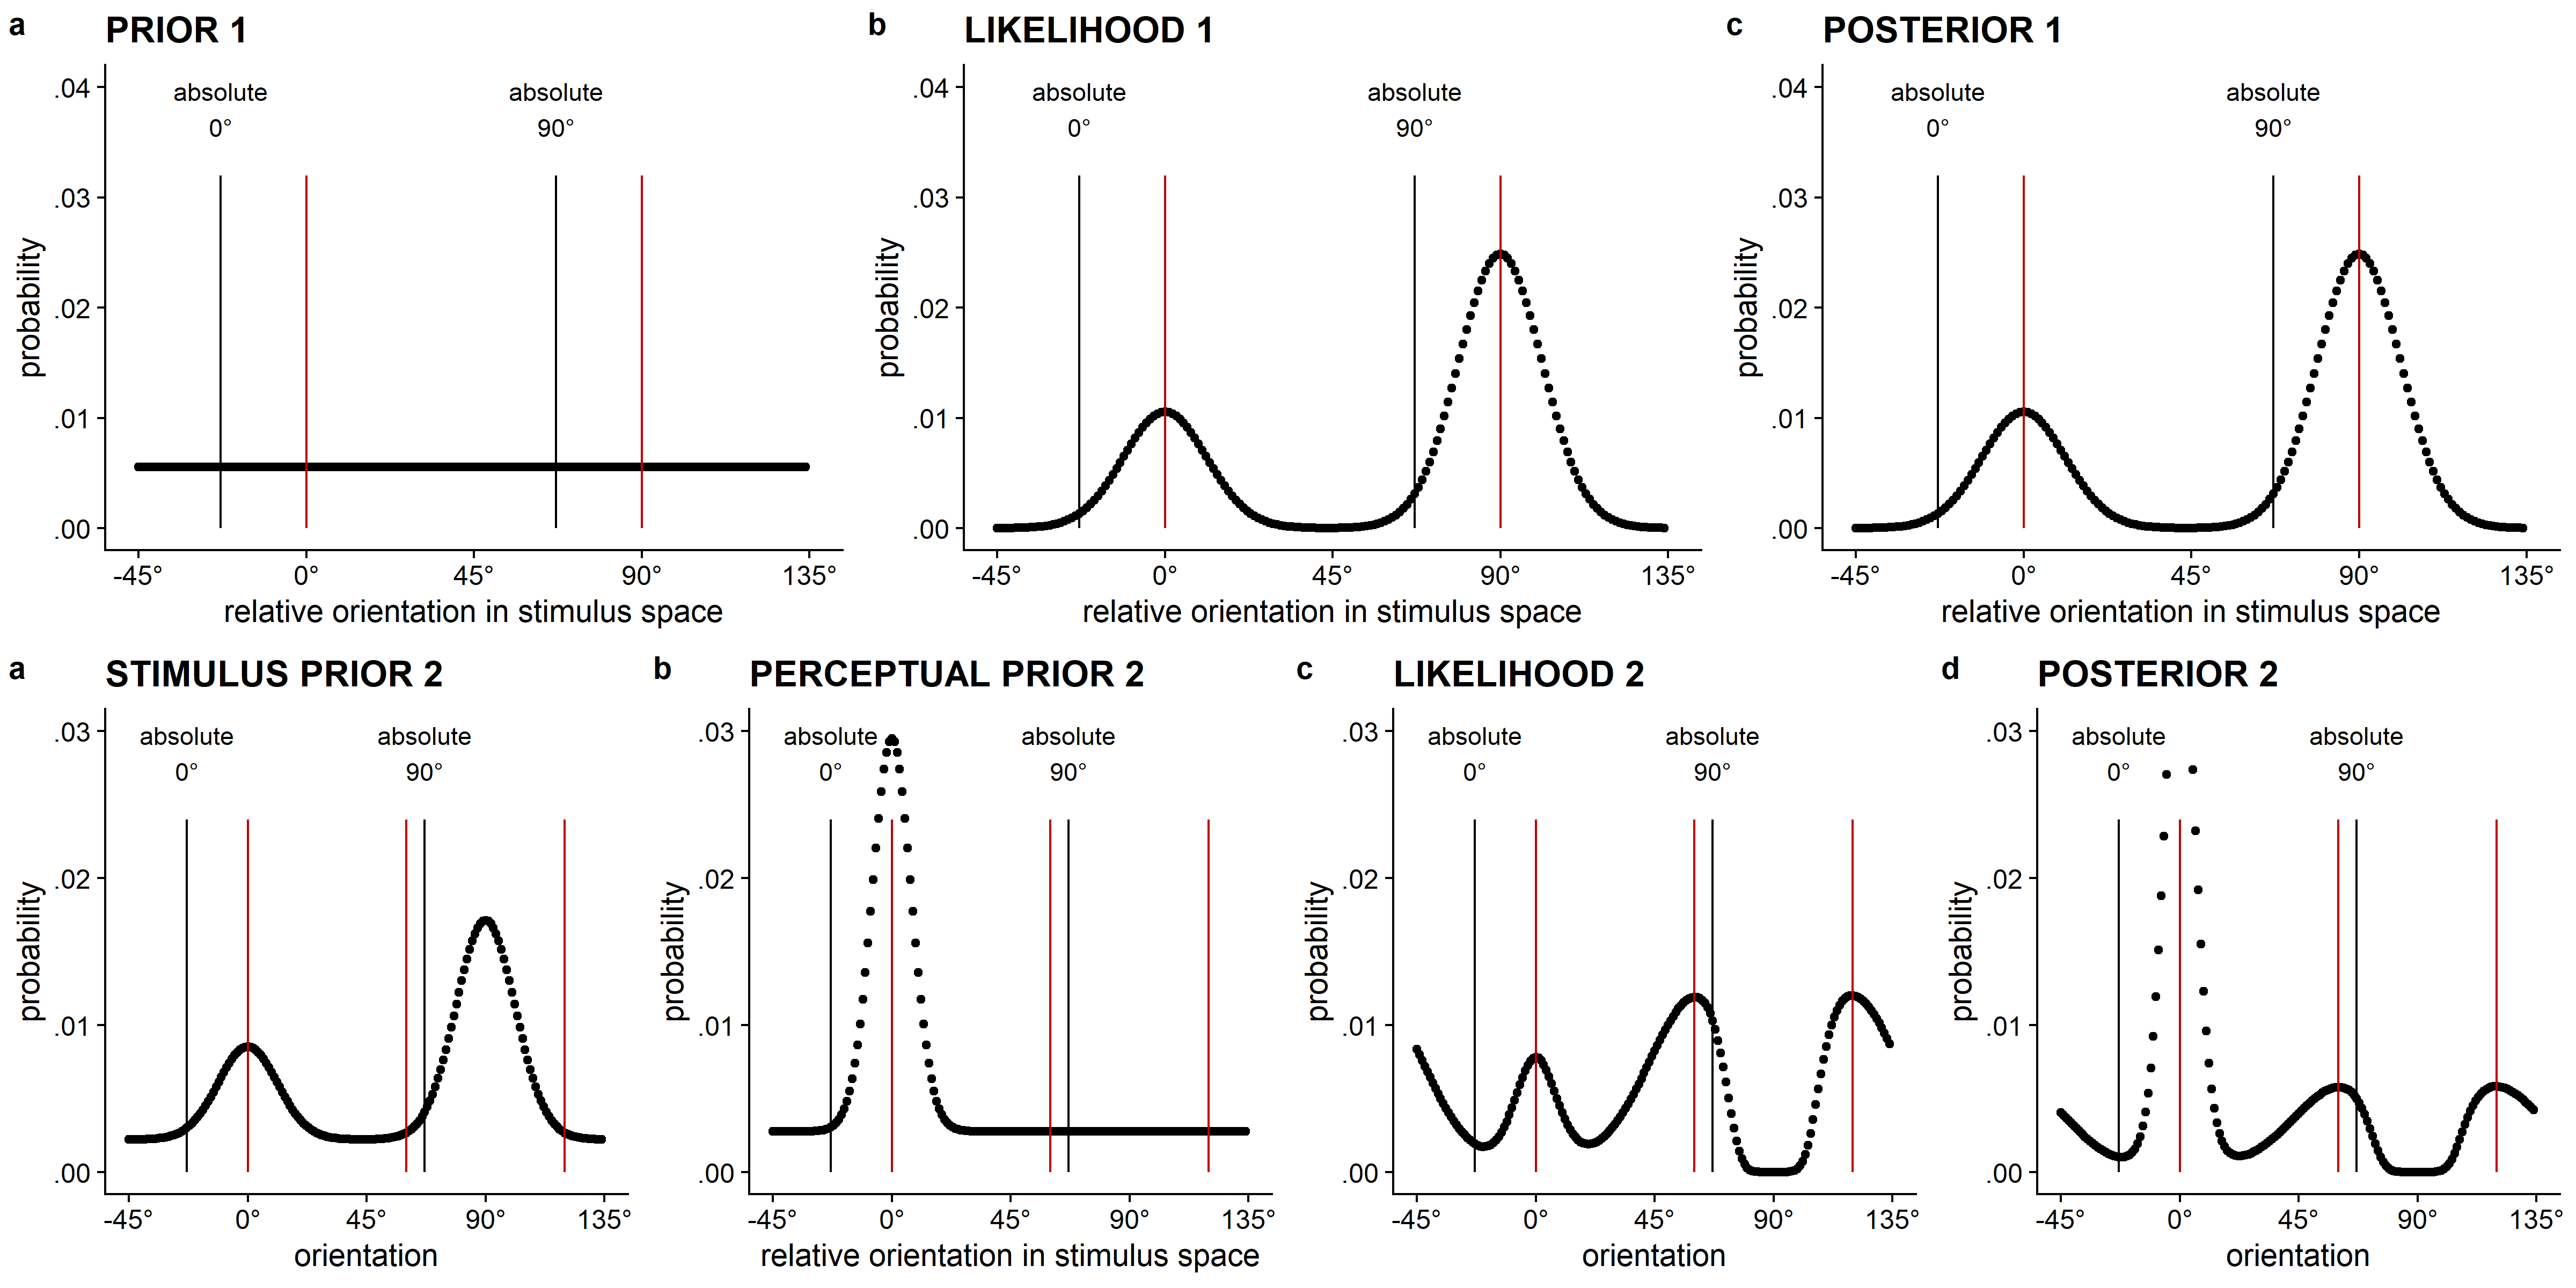 a PRIOR 1
.04
.03
.02
.01
.00
probability
absolute
0°
absolute
90°
-45° 0° 45° 90° 135°
relative orientation in stimulus space
b LIKELIHOOD 1
.04
.03
.02
.01
.00
probability
absolute
0°
absolute
90°
-45° 0° 45° 90° 135°
relative orientation in stimulus space
c POSTERIOR 1
.04
.03
.02
.01
.00
probability
absolute
0°
absolute
90°
-45° 0° 45° 90° 135°
relative orientation in stimulus space
a STIMULUS PRIOR 2
.03
.02
.01
.00
probability
absolute
0°
absolute
90°
-45° 0° 45° 90° 135°
orientation
b PERCEPTUAL PRIOR 2
.03
.02
.01
.00
probability
absolute
0°
absolute
90°
-45° 0° 45° 90° 135°
relative orientation in stimulus space
c LIKELIHOOD 2
.03
.02
.01
.00
probability
absolute
0°
absolute
90°
-45° 0° 45° 90° 135°
orientation
d POSTERIOR 2
.03
.02
.01
.00
probability
absolute
0°
absolute
90°
-45° 0° 45° 90° 135°
orientation